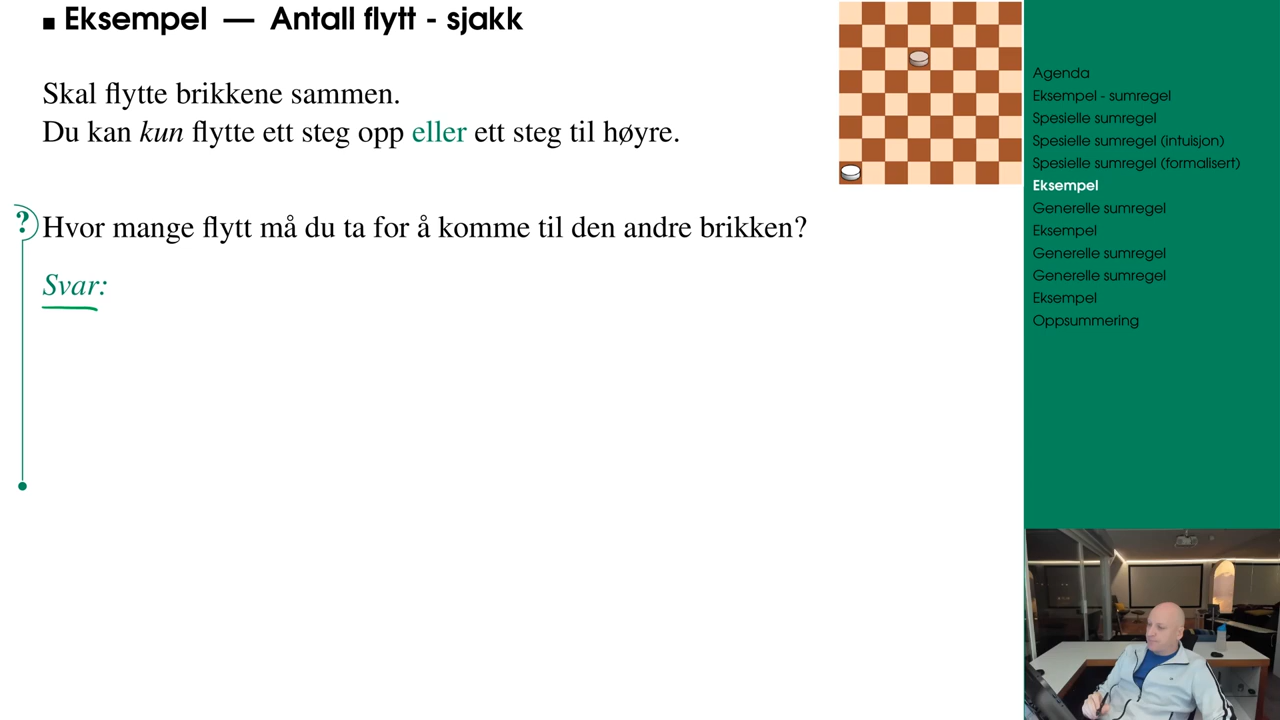 Eksempel — Antall flytt - sjakk
Skal flytte brikkene sammen.
Du kan kun flytte ett steg opp eller ett steg til høyre.
?
Hvor mange flytt må du ta for å komme til den andre brikken?
Svar:
Agenda
Eksempel - sumregel
Spesielle sumregel
Spesielle sumregel (intuisjon)
Spesielle sumregel (formalisert)
Eksempel
Generelle sumregel
Eksempel
Generelle sumregel
Generelle sumregel
Eksempel
Oppsummering